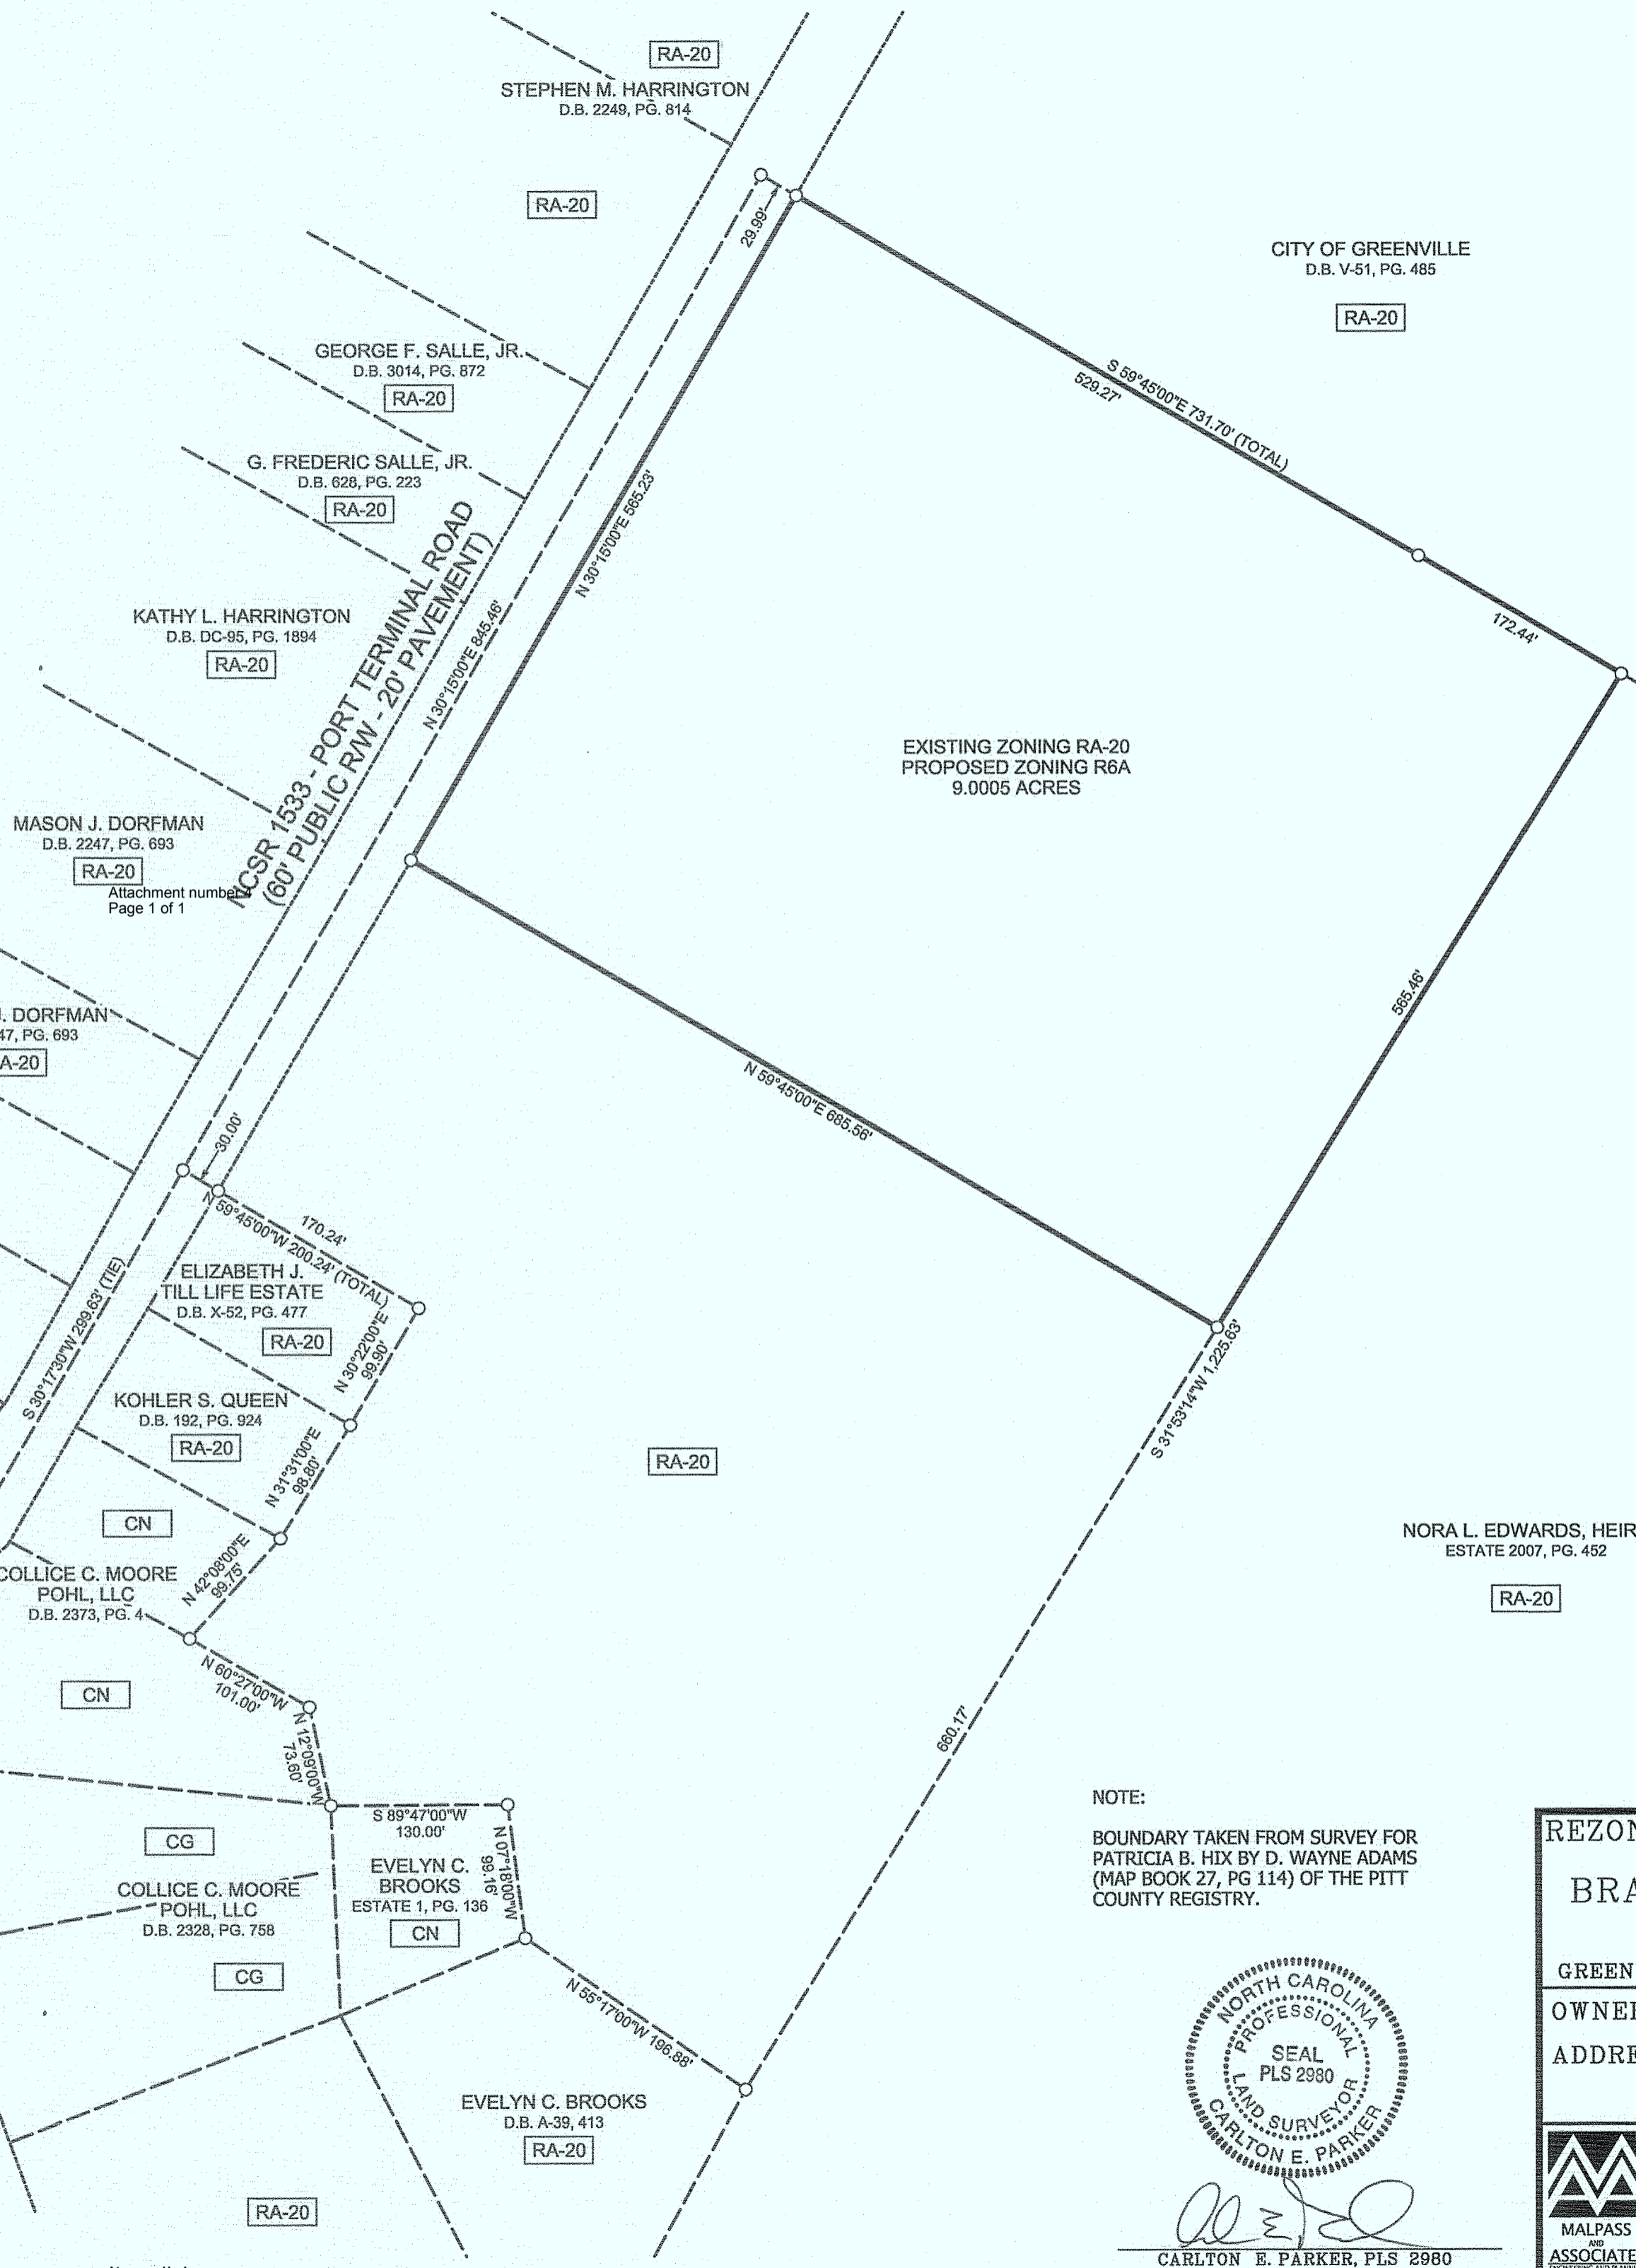 RA-20
STEPHEN M. HARRINGTON
D.B. 2249, PG. 814
RA-20
29.99'
CITY OF GREENVILLE
D.B. V-51, PG. 485
RA-20
GEORGE F. SALLE, JR.
D.B. 3014, PG. 872
RA-20
S 59°45'00"E 731.70' (TOTAL)
529.27'
G. FREDERIC SALLE, JR.
D.B. 628, PG. 223
RA-20
N 30°15'00"E 565.23'
NCSR 1533 - PORT TERMINAL ROAD
(60' PUBLIC R/W - 20' PAVEMENT)
N 30°15'00"E 845.46'
172.44'
KATHY L. HARRINGTON
D.B. DC-95, PG. 1894
RA-20
EXISTING ZONING RA-20
PROPOSED ZONING R6A
9.0005 ACRES
MASON J. DORFMAN
D.B. 2247, PG. 693
RA-20
Attachment number 4
Page 1 of 1
565.46'
J. DORFMAN
47, PG. 693
A-20
N 59°45'00"E 685.56'
30.00'
N 59°45'00"W 200.24' (TOTAL)
170.24'
S 30°17'30"W 299.63' (TIE)
ELIZABETH J.
TILL LIFE ESTATE
D.B. X-52, PG. 477
RA-20
N 30°22'00"E
99.90'
S 31°53'14"W 1,225.63'
KOHLER S. QUEEN
D.B. 192, PG. 924
RA-20
N 31°31'00"E
98.80'
RA-20
CN
N 42°08'00"E
99.75'
COLLICE C. MOORE
POHL, LLC
D.B. 2373, PG. 4
NORA L. EDWARDS, HEIR
ESTATE 2007, PG. 452
RA-20
N 60°27'00"W
101.00'
CN
N 12°09'00"W
73.60'
660.17'
S 89°47'00"W
130.00'
N 07°18'00"W
99.16'
CG
EVELYN C.
BROOKS
ESTATE 1, PG. 136
CN
COLLICE C. MOORE
POHL, LLC
D.B. 2328, PG. 758
CG
N 55°17'00"W 196.88'
EVELYN C. BROOKS
D.B. A-39, 413
RA-20
RA-20
NOTE:
BOUNDARY TAKEN FROM SURVEY FOR
PATRICIA B. HIX BY D. WAYNE ADAMS
(MAP BOOK 27, PG 114) OF THE PITT
COUNTY REGISTRY.
NORTH CAROLINA
PROFESSIONAL
SEAL
PLS 2980
LAND SURVEYOR
CARLTON E. PARKER
CARLTON E. PARKER, PLS 2980
REZON
BRA
GREEN
OWNER
ADDRE
MALPASS
AND
ASSOCIATE